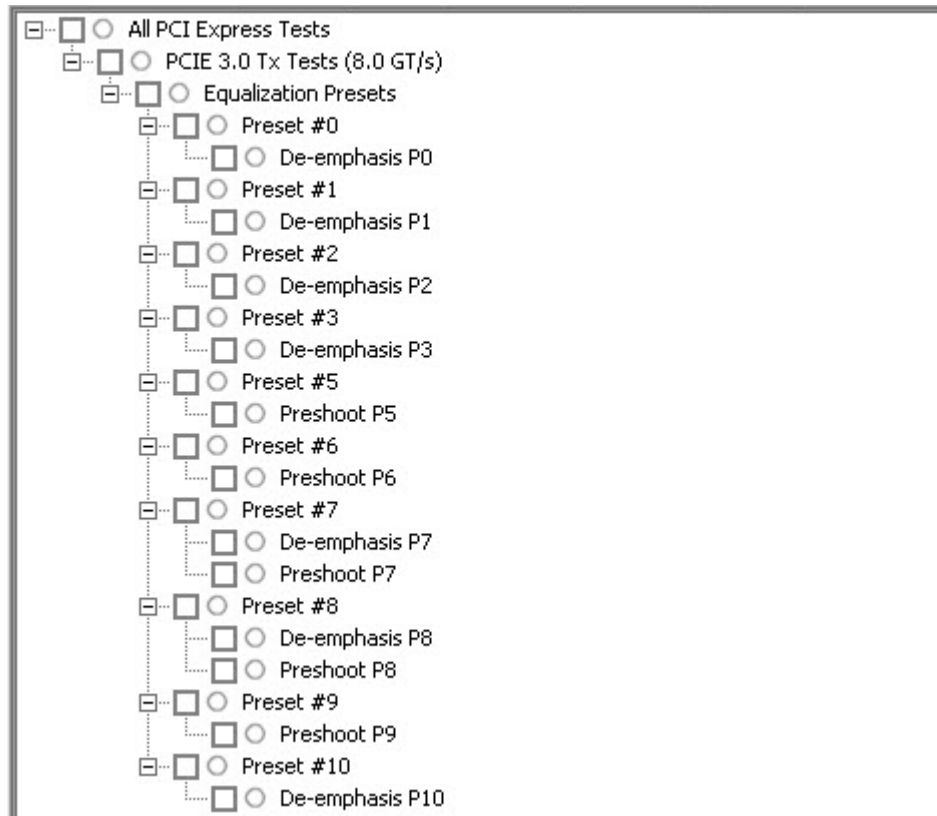 All PCI Express Tests
PCIE 3.0 Tx Tests (8.0 GT/s)
Equalization Presets
Preset #0
De-emphasis P0
Preset #1
De-emphasis P1
Preset #2
De-emphasis P2
Preset #3
De-emphasis P3
Preset #5
Preshoot P5
Preset #6
Preshoot P6
Preset #7
De-emphasis P7
Preshoot P7
Preset #8
De-emphasis P8
Preshoot P8
Preset #9
Preshoot P9
Preset #10
De-emphasis P10